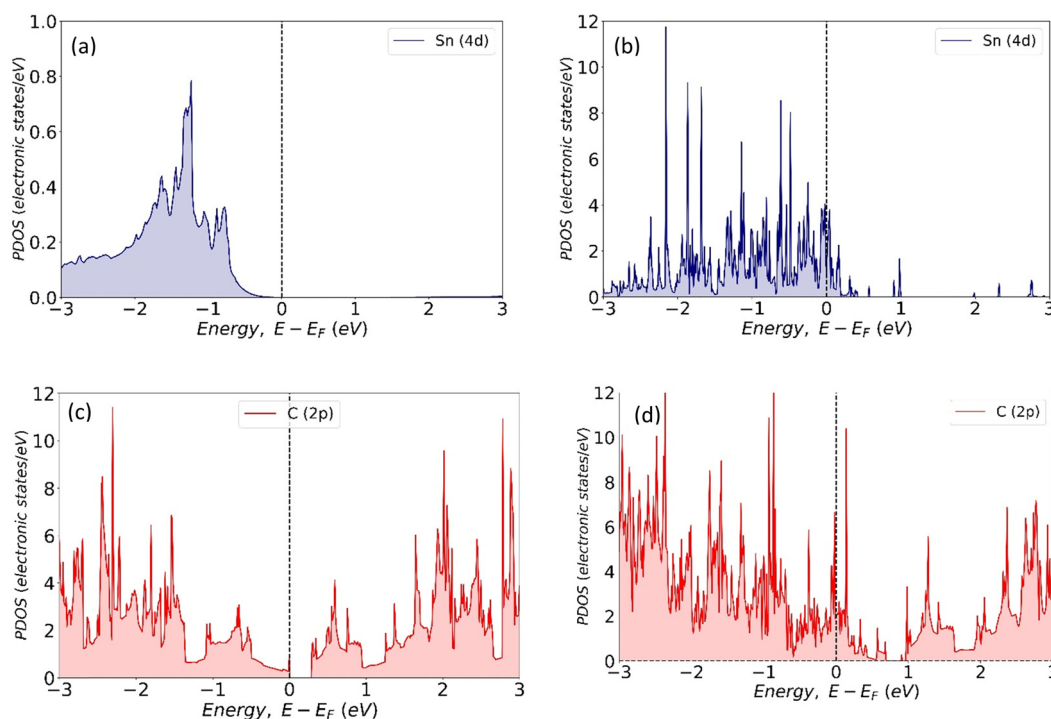 (a)
Sn (4d)
PDOS (electronic states/eV)
1.0
0.8
0.6
0.4
0.2
0.0
−3 −2 −1 0 1 2 3
Energy, E − E_F (eV)
(b)
Sn (4d)
PDOS (electronic states/eV)
12
10
8
6
4
2
0
−3 −2 −1 0 1 2 3
Energy, E − E_F (eV)
(c)
C (2p)
PDOS (electronic states/eV)
12
10
8
6
4
2
0
−3 −2 −1 0 1 2 3
Energy, E − E_F (eV)
(d)
C (2p)
PDOS (electronic states/eV)
12
10
8
6
4
2
0
−3 −2 −1 0 1 2 3
Energy, E − E_F (eV)